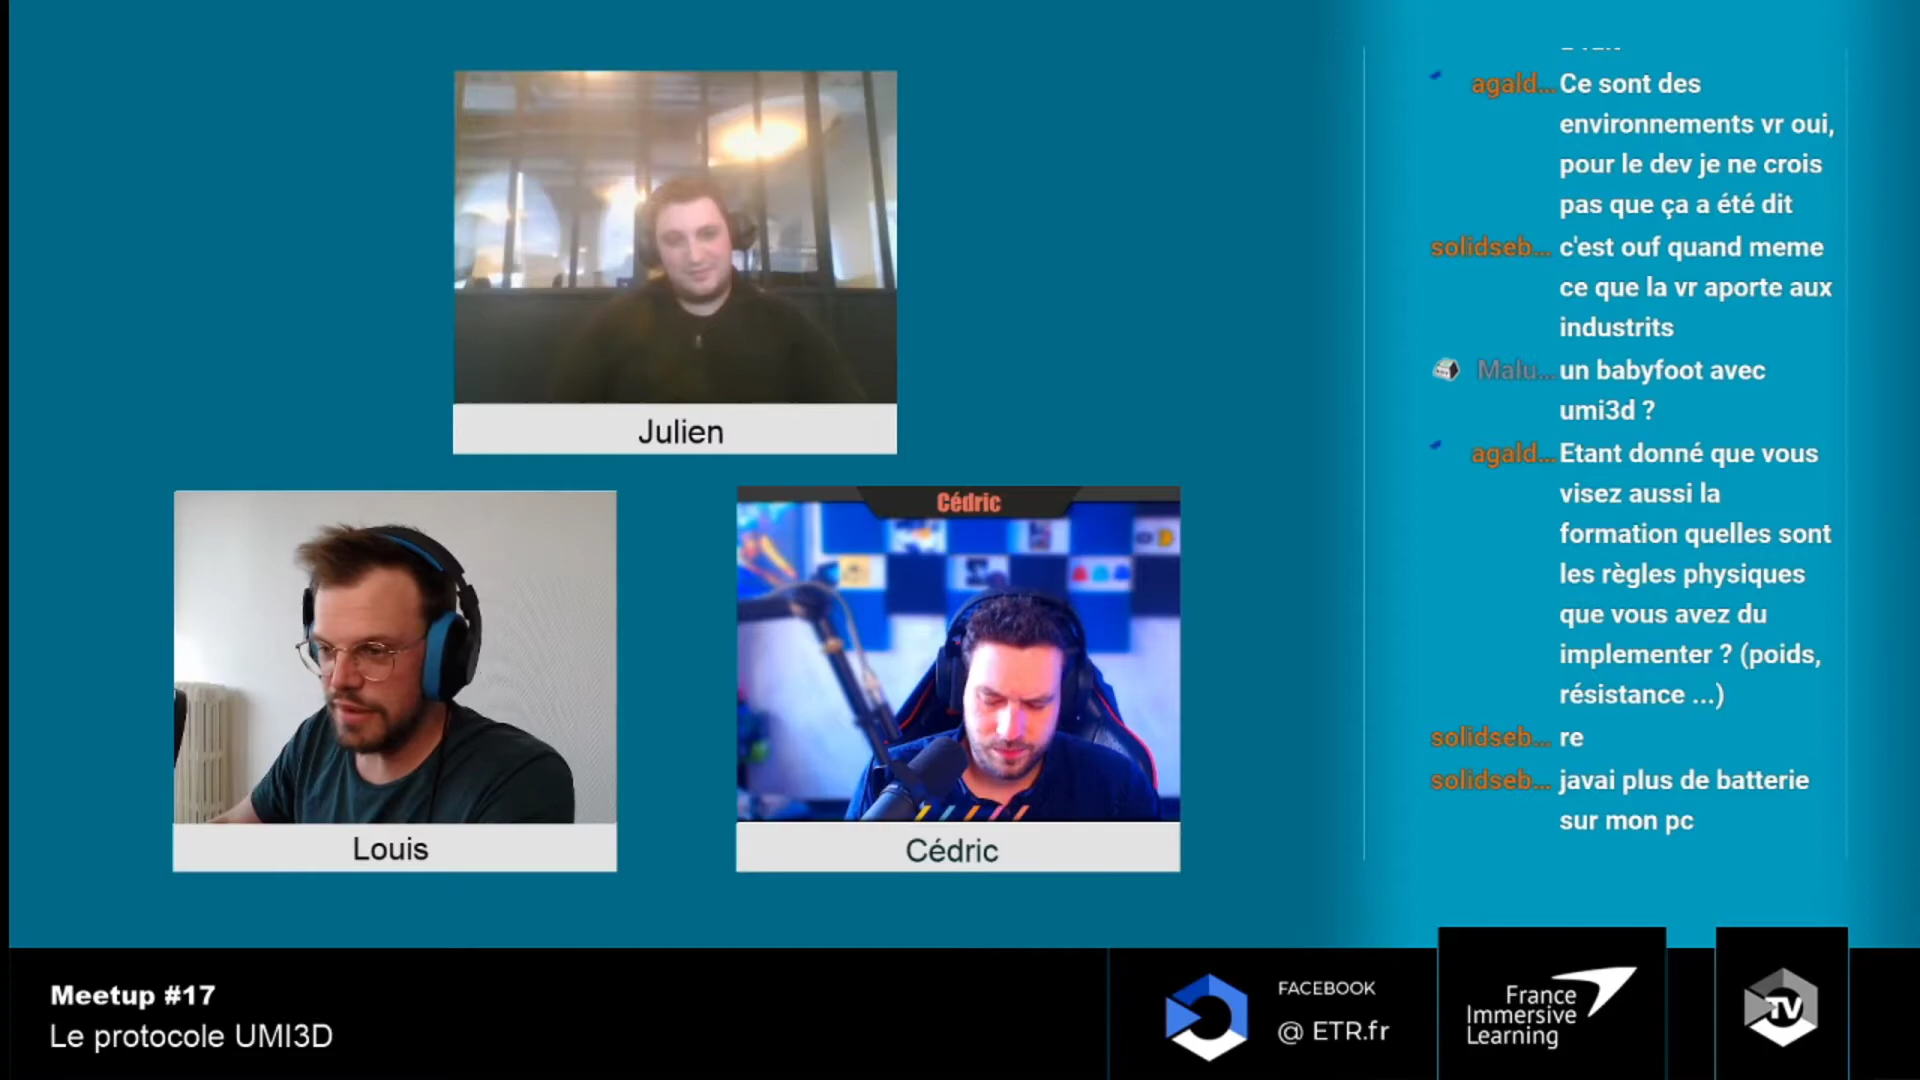 Julien
Louis
Cédric
Cédric
agald... Ce sont des
environnements vr oui,
pour le dev je ne crois
pas que ça a été dit
solidseb... c'est ouf quand meme
ce que la vr aporte aux
industrits
Malu... un babyfoot avec
umi3d ?
agald... Etant donné que vous
visez aussi la
formation quelles sont
les règles physiques
que vous avez du
implementer ? (poids,
résistance ...)
solidseb... re
solidseb... javai plus de batterie
sur mon pc
Meetup #17
Le protocole UMI3D
FACEBOOK
@ ETR.fr
France
Immersive
Learning
TV